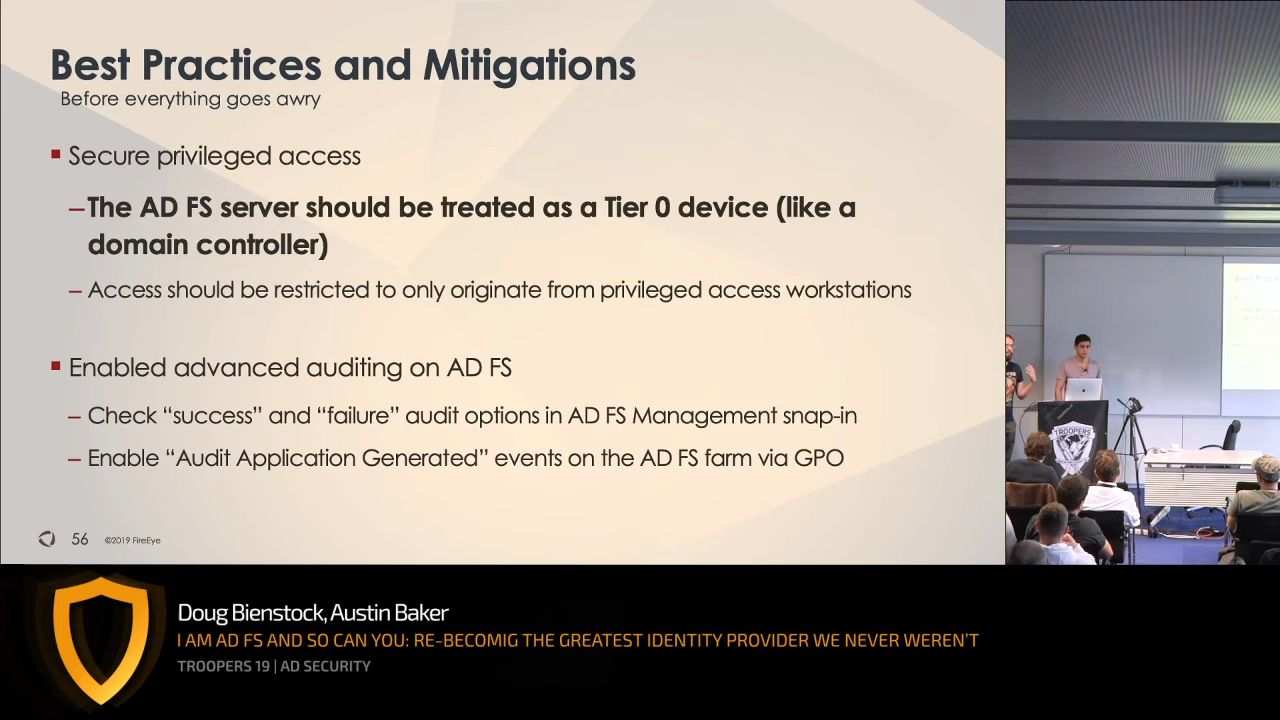 Best Practices and Mitigations
Before everything goes awry
Secure privileged access
–The AD FS server should be treated as a Tier 0 device (like a
domain controller)
– Access should be restricted to only originate from privileged access workstations
Enabled advanced auditing on AD FS
– Check “success” and “failure” audit options in AD FS Management snap-in
– Enable “Audit Application Generated” events on the AD FS farm via GPO
56 ©2019 FireEye
TROOPERS
Doug Bienstock, Austin Baker
I AM AD FS AND SO CAN YOU: RE-BECOMIG THE GREATEST IDENTITY PROVIDER WE NEVER WEREN'T
TROOPERS 19 | AD SECURITY